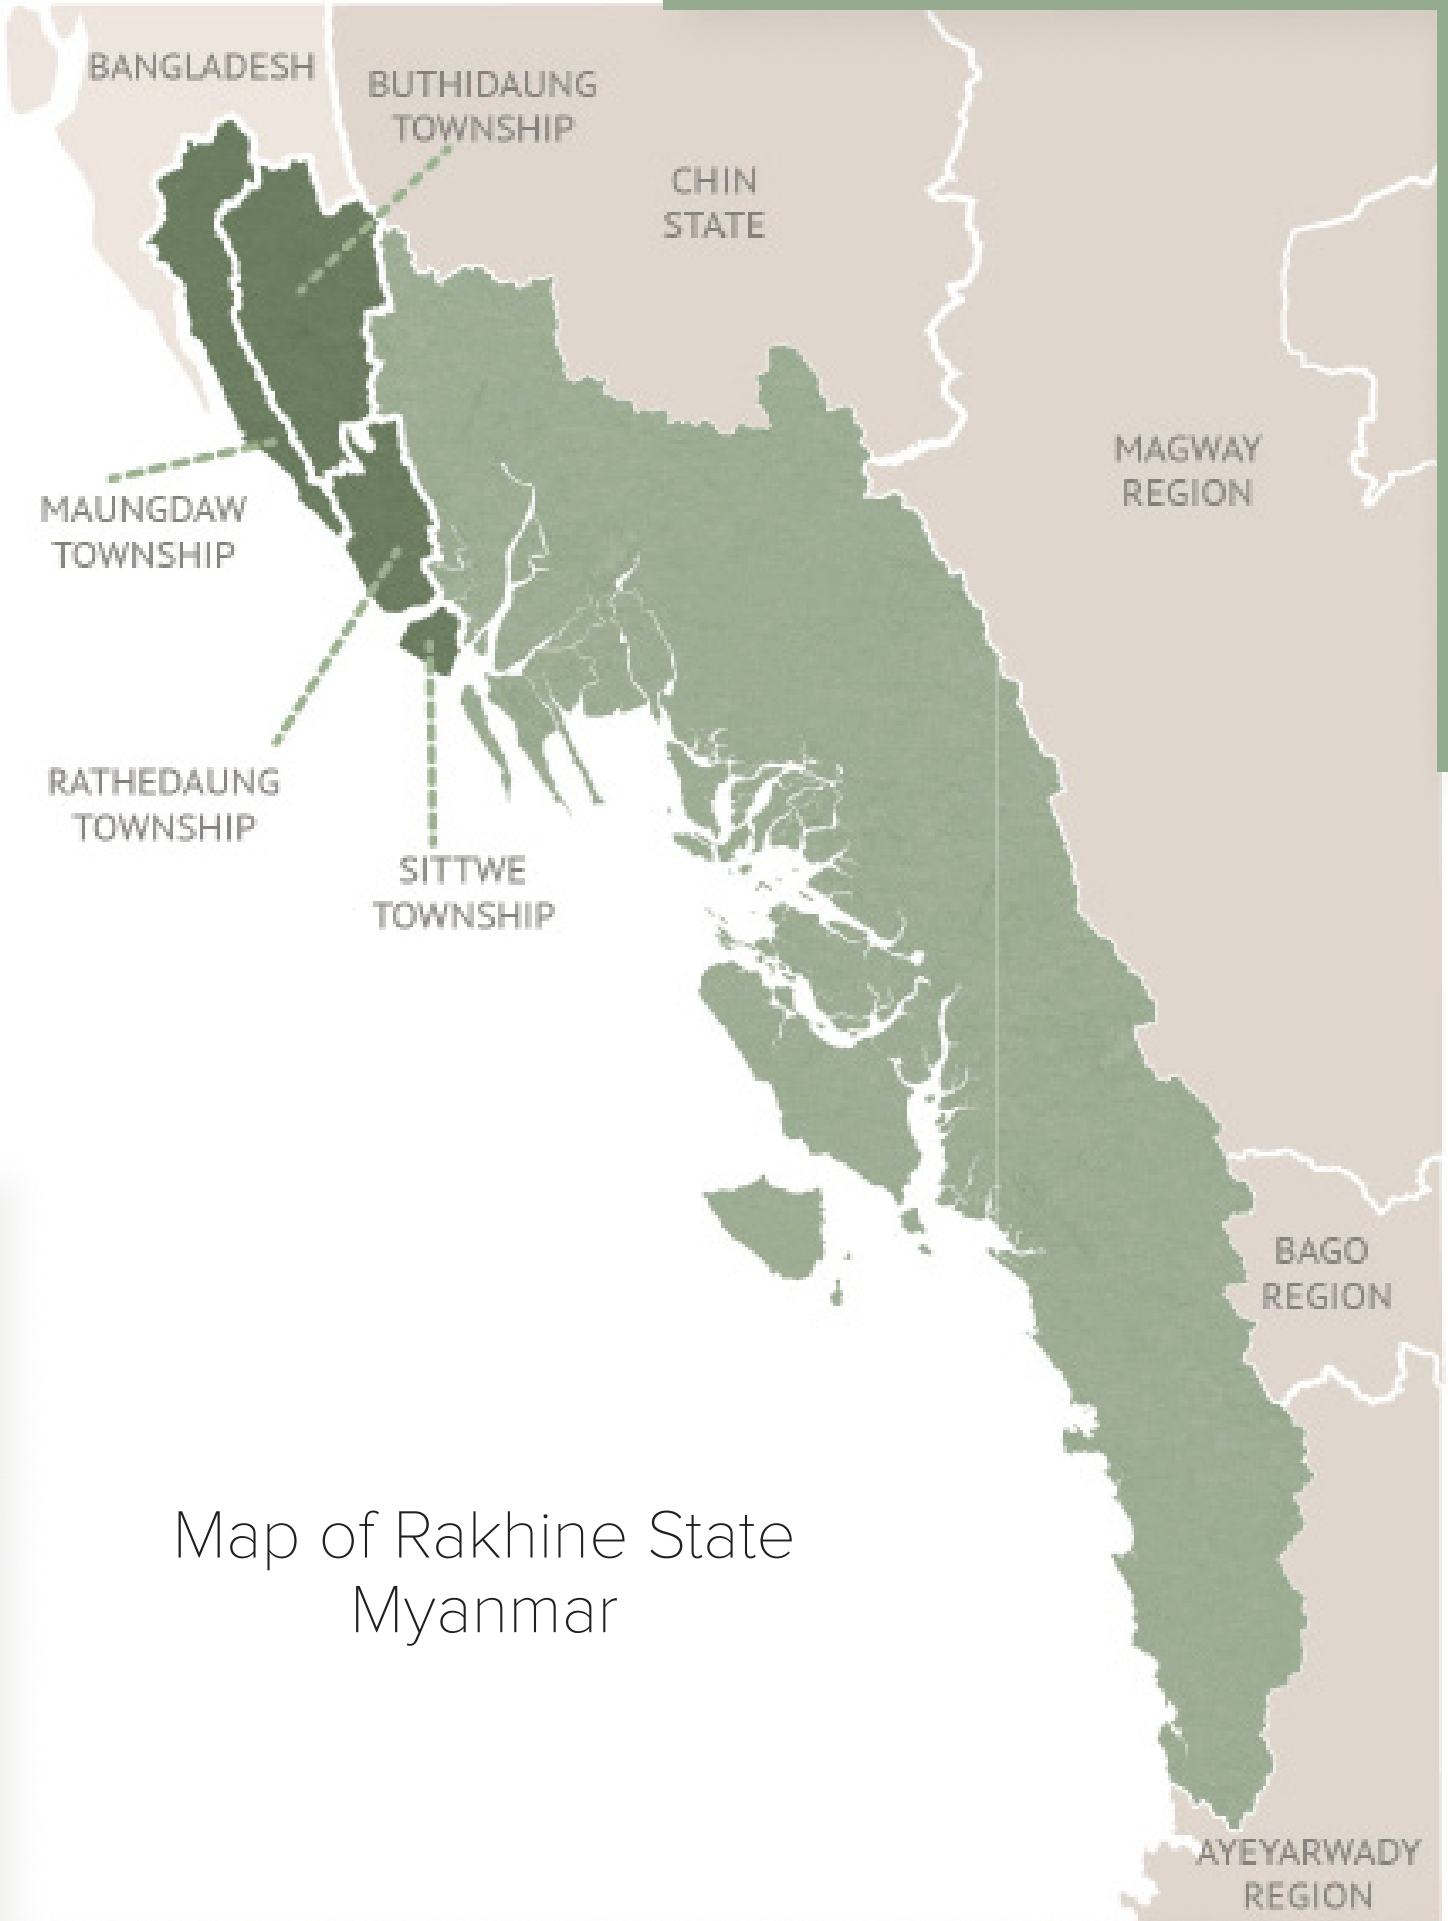 BANGLADESH
BUTHIDAUNG
TOWNSHIP
CHIN
STATE
MAGWAY
REGION
MAUNGDAW
TOWNSHIP
RATHEDAUNG
TOWNSHIP
SITTWE
TOWNSHIP
BAGO
REGION
Map of Rakhine State
Myanmar
AYEYARWADY
REGION